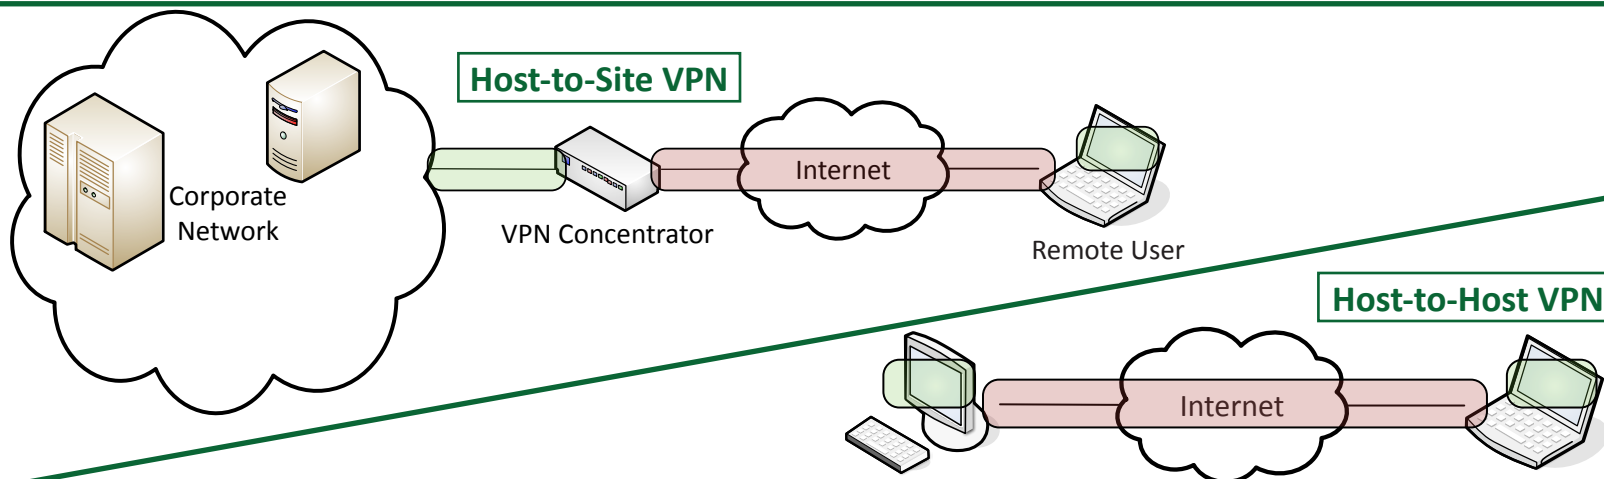 Host-to-Site VPN
Corporate
Network
VPN Concentrator
Internet
Remote User
Host-to-Host VPN
Internet